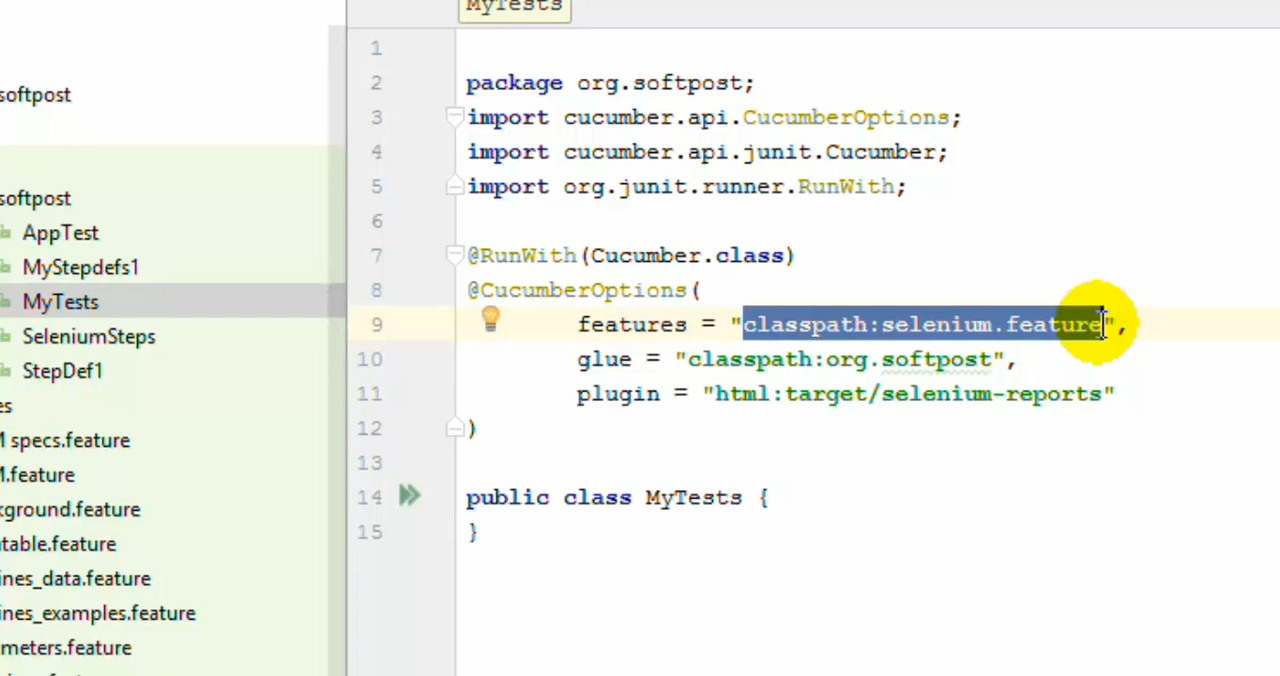 MyTests
softpost
softpost
AppTest
MyStepdefs1
MyTests
SeleniumSteps
StepDef1
es
specs.feature
.feature
kground.feature
table.feature
ines_data.feature
ines_examples.feature
meters.feature
1
2 package org.softpost;
3 import cucumber.api.CucumberOptions;
4 import cucumber.api.junit.Cucumber;
5 import org.junit.runner.RunWith;
6
7 @RunWith(Cucumber.class)
8 @CucumberOptions(
9 features = "classpath:selenium.feature",
10 glue = "classpath:org.softpost",
11 plugin = "html:target/selenium-reports"
12 )
13
14 public class MyTests {
15 }